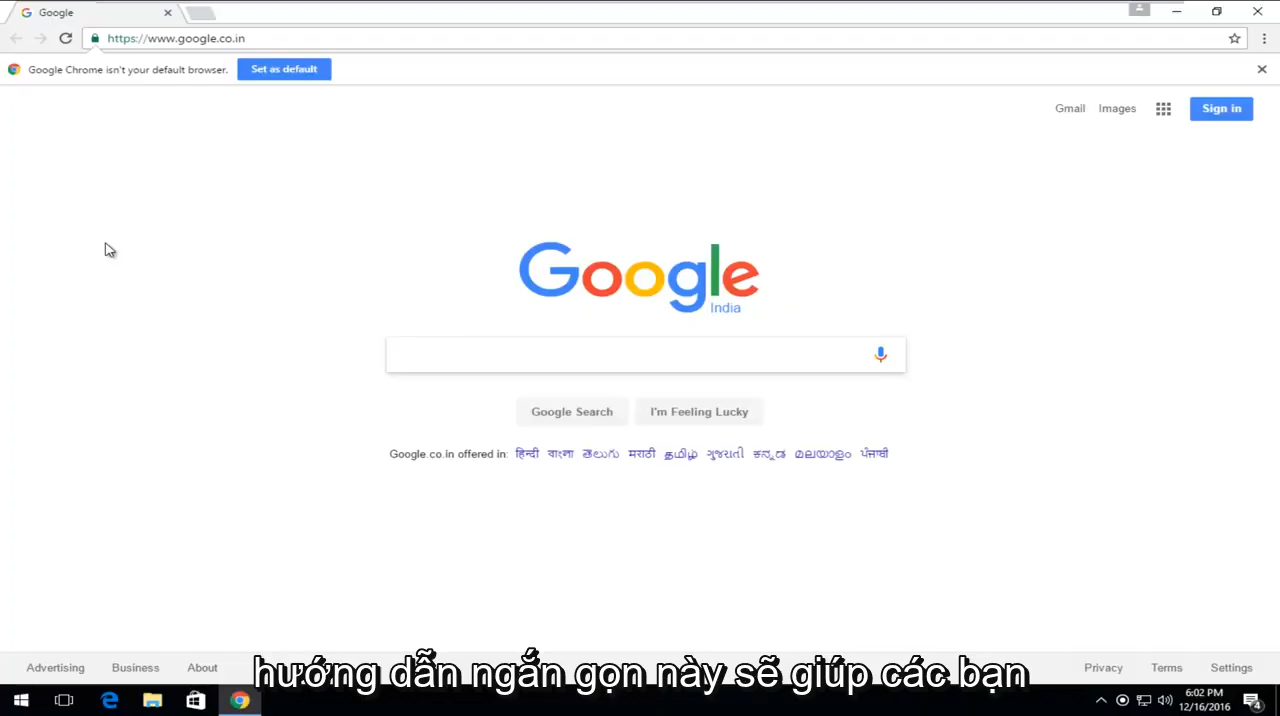 Google
https://www.google.co.in
Google Chrome isn't your default browser. Set as default
Gmail Images Sign in
Google
India
Google Search I'm Feeling Lucky
Google.co.in offered in: हिन्दी বাংলা తెలుగు मराठी தமிழ் ગુજરાતી ಕನ್ನಡ മലയാളം ਪੰਜਾਬੀ
Advertising Business About Privacy Terms Settings
hướng dẫn ngắn gọn này sẽ giúp các bạn
6:02 PM
12/16/2016
4